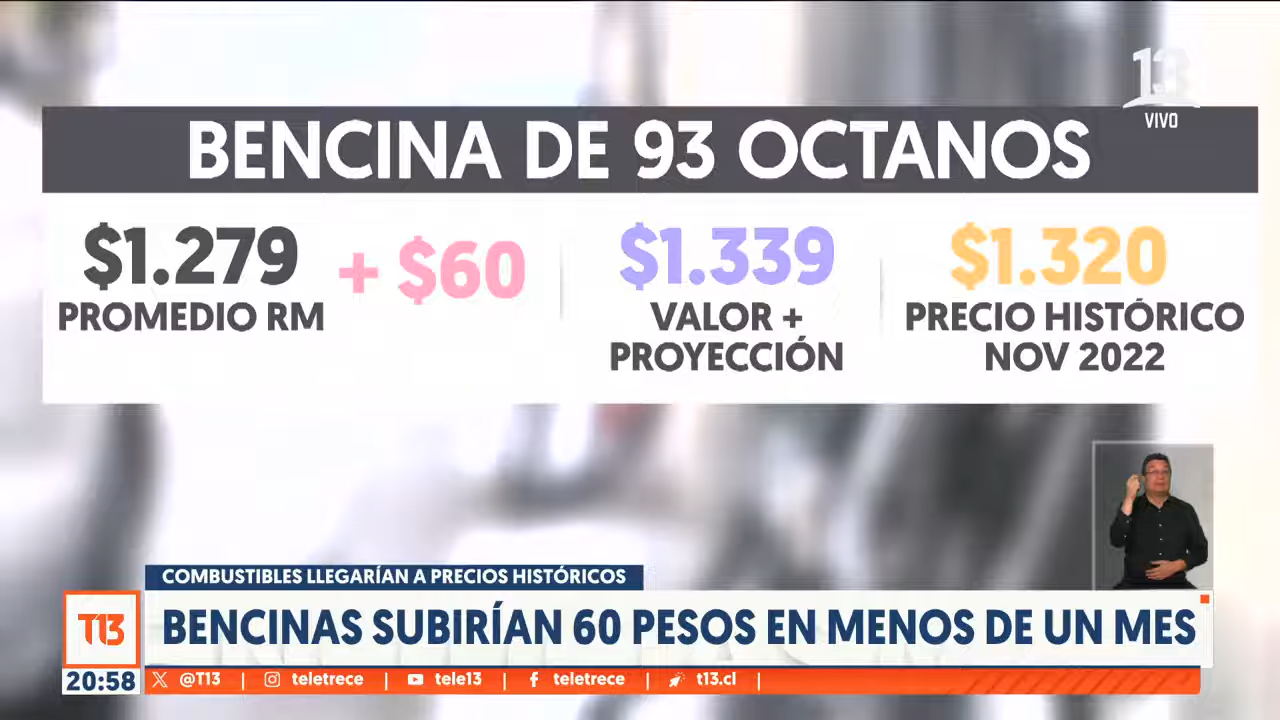 13
VIVO
BENCINA DE 93 OCTANOS
$1.279 + $60
PROMEDIO RM
$1.339
VALOR +
PROYECCIÓN
$1.320
PRECIO HISTÓRICO
NOV 2022
COMBUSTIBLES LLEGARÍAN A PRECIOS HISTÓRICOS
T13
BENCINAS SUBIRÍAN 60 PESOS EN MENOS DE UN MES
20:58
@T13 | teletrece | tele13 | teletrece | t13.cl |